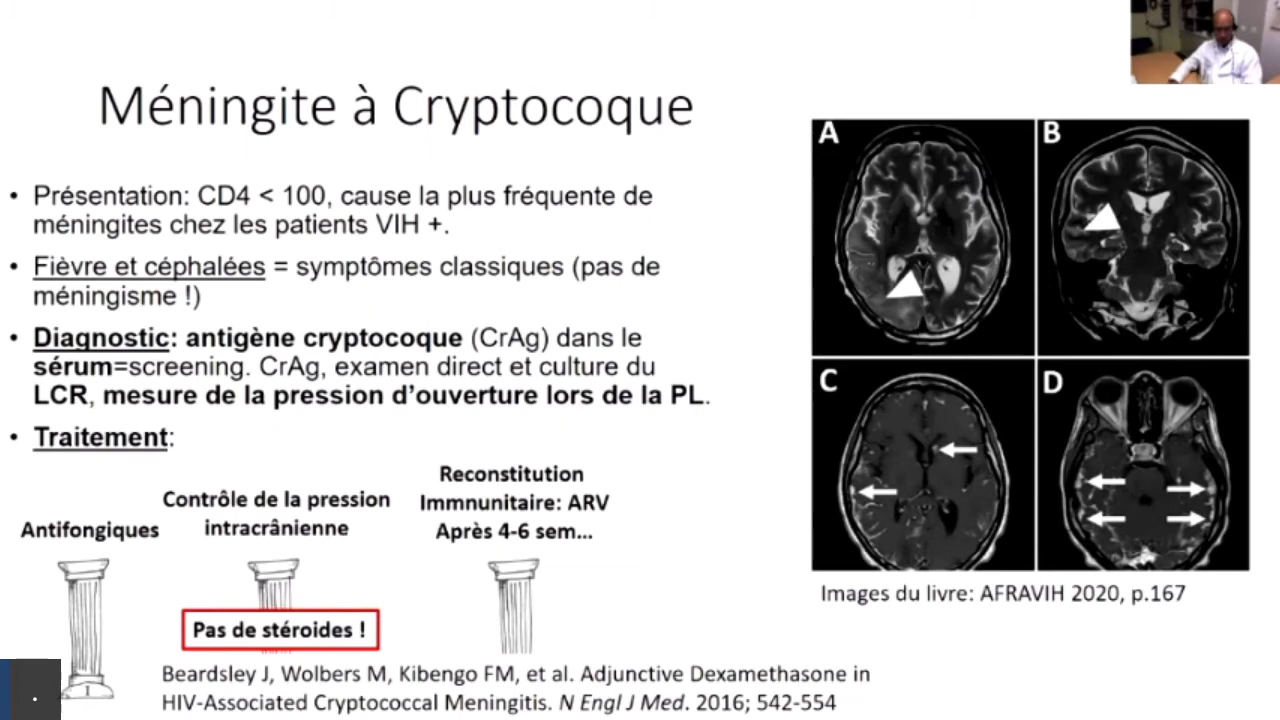 Méningite à Cryptocoque
• Présentation: CD4 < 100, cause la plus fréquente de
méningites chez les patients VIH +.
• Fièvre et céphalées = symptômes classiques (pas de
méningisme !)
• Diagnostic: antigène cryptocoque (CrAg) dans le
sérum=screening. CrAg, examen direct et culture du
LCR, mesure de la pression d'ouverture lors de la PL.
• Traitement:
Antifongiques
Contrôle de la pression
intracrânienne
Reconstitution
Immnunitaire: ARV
Après 4-6 sem...
Pas de stéroides !
A
B
C
D
Images du livre: AFRAVIH 2020, p.167
Beardsley J, Wolbers M, Kibengo FM, et al. Adjunctive Dexamethasone in
HIV-Associated Cryptococcal Meningitis. N Engl J Med. 2016; 542-554